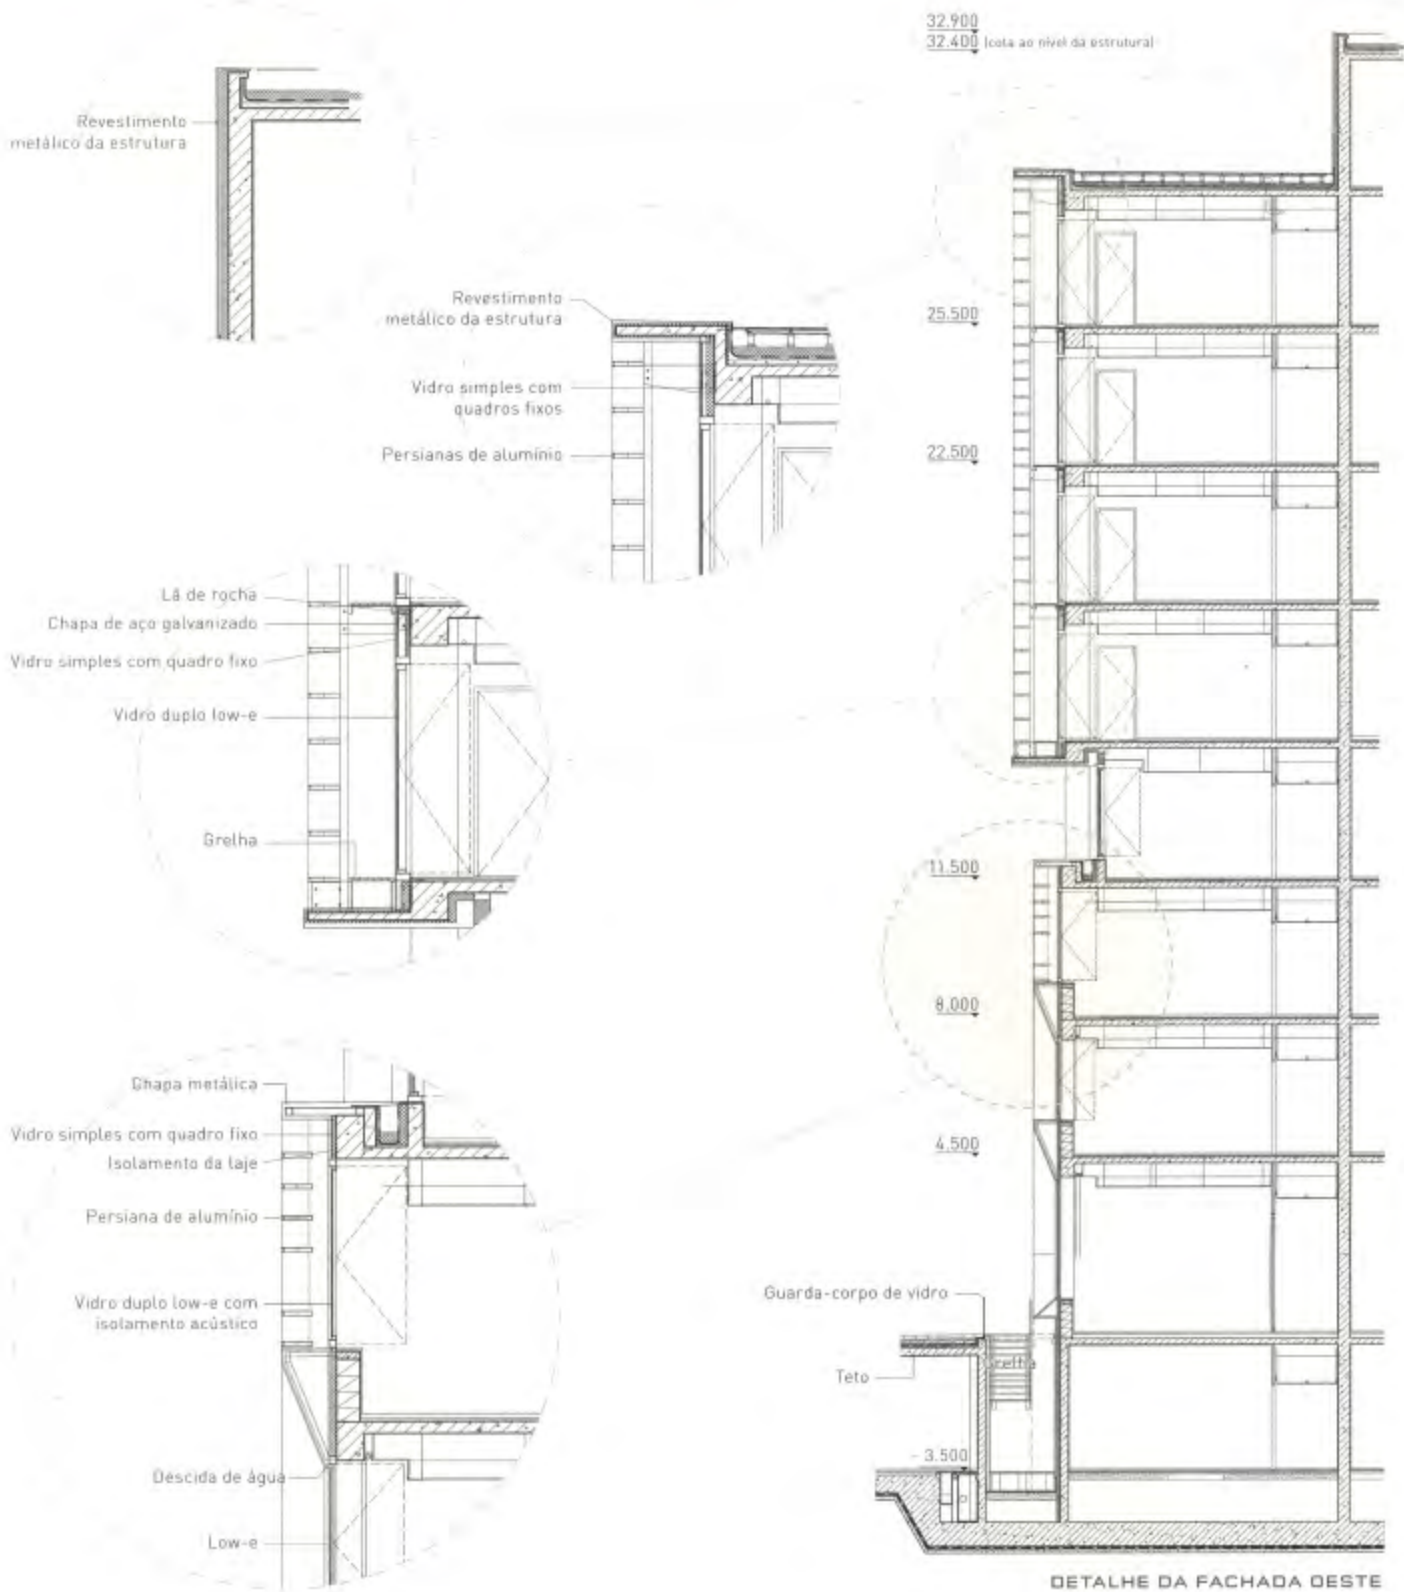 32.900
32.400 (cota ao nível da estrutura)
Revestimento
metálico da estrutura
Revestimento
metálico da estrutura
Vidro simples com
quadros fixos
Persianas de alumínio
25.500
22.500
Lã de rocha
Chapa de aço galvanizado
Vidro simples com quadro fixo
Vidro duplo low-e
Grelha
11.500
8.000
4.500
Chapa metálica
Vidro simples com quadro fixo
Isolamento da laje
Persiana de alumínio
Vidro duplo low-e com
isolamento acústico
Descida de água
Low-e
Guarda-corpo de vidro
Teto
- 3.500
DETALHE DA FACHADA OESTE